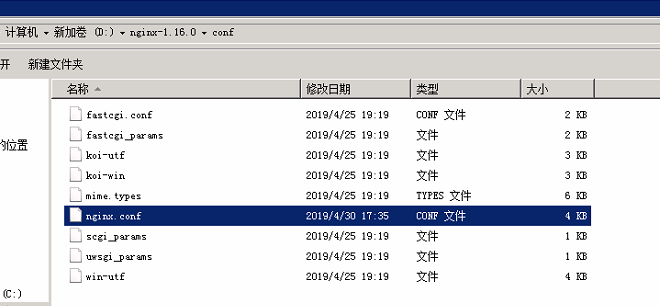 计算机 新加卷 (D:) nginx-1.16.0 conf
开 新建文件夹
名称 修改日期 类型 大小
fastcgi.conf 2019/4/25 19:19 CONF 文件 2 KB
fastcgi_params 2019/4/25 19:19 文件 2 KB
的位置
koi-utf 2019/4/25 19:19 文件 3 KB
koi-win 2019/4/25 19:19 文件 3 KB
mime.types 2019/4/25 19:19 TYPES 文件 6 KB
nginx.conf 2019/4/30 17:35 CONF 文件 4 KB
scgi_params 2019/4/25 19:19 文件 1 KB
uwsgi_params 2019/4/25 19:19 文件 1 KB
win-utf 2019/4/25 19:19 文件 4 KB
(C:)